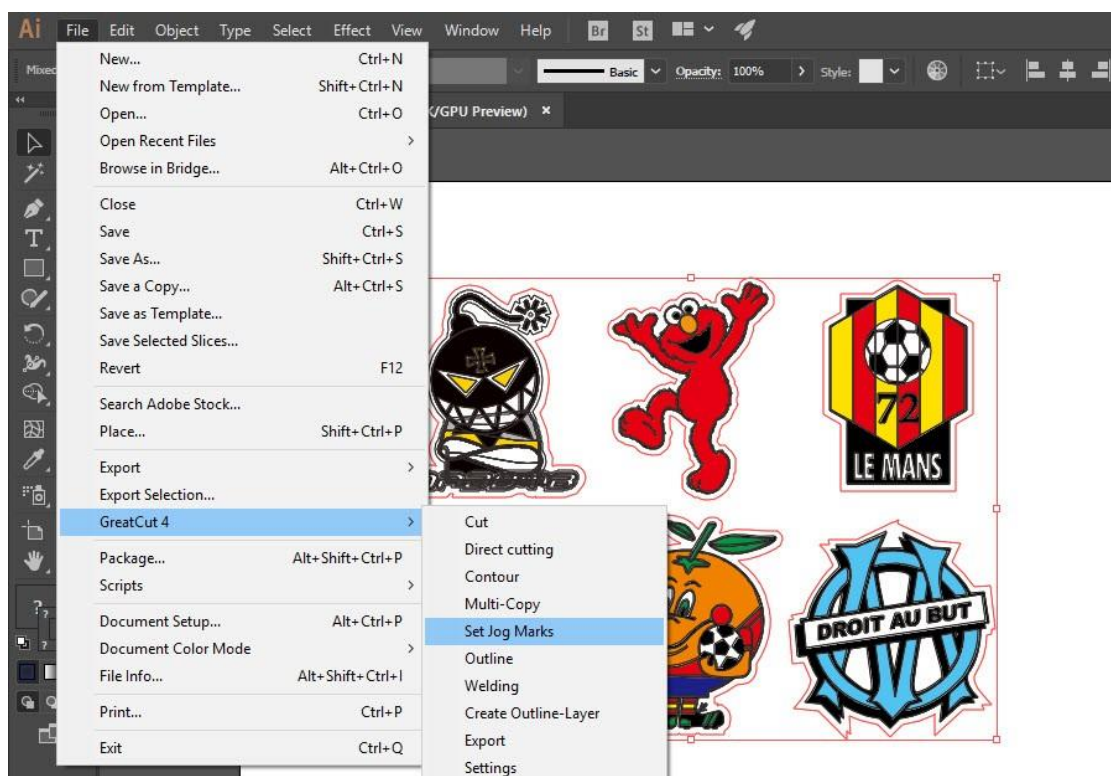 Ai File Edit Object Type Select Effect View Window Help Br St
Mixed Basic Opacity: 100% Style:
/GPU Preview) ×
New... Ctrl+N
New from Template... Shift+Ctrl+N
Open... Ctrl+O
Open Recent Files
Browse in Bridge... Alt+Ctrl+O
Close Ctrl+W
Save Ctrl+S
Save As... Shift+Ctrl+S
Save a Copy... Alt+Ctrl+S
Save as Template...
Save Selected Slices...
Revert F12
Search Adobe Stock...
Place... Shift+Ctrl+P
Export
Export Selection...
GreatCut 4
Package... Alt+Shift+Ctrl+P
Scripts
Document Setup... Alt+Ctrl+P
Document Color Mode
File Info... Alt+Shift+Ctrl+I
Print... Ctrl+P
Exit Ctrl+Q
Cut
Direct cutting
Contour
Multi-Copy
Set Jog Marks
Outline
Welding
Create Outline-Layer
Export
Settings
72
LE MANS
DROIT AU BUT